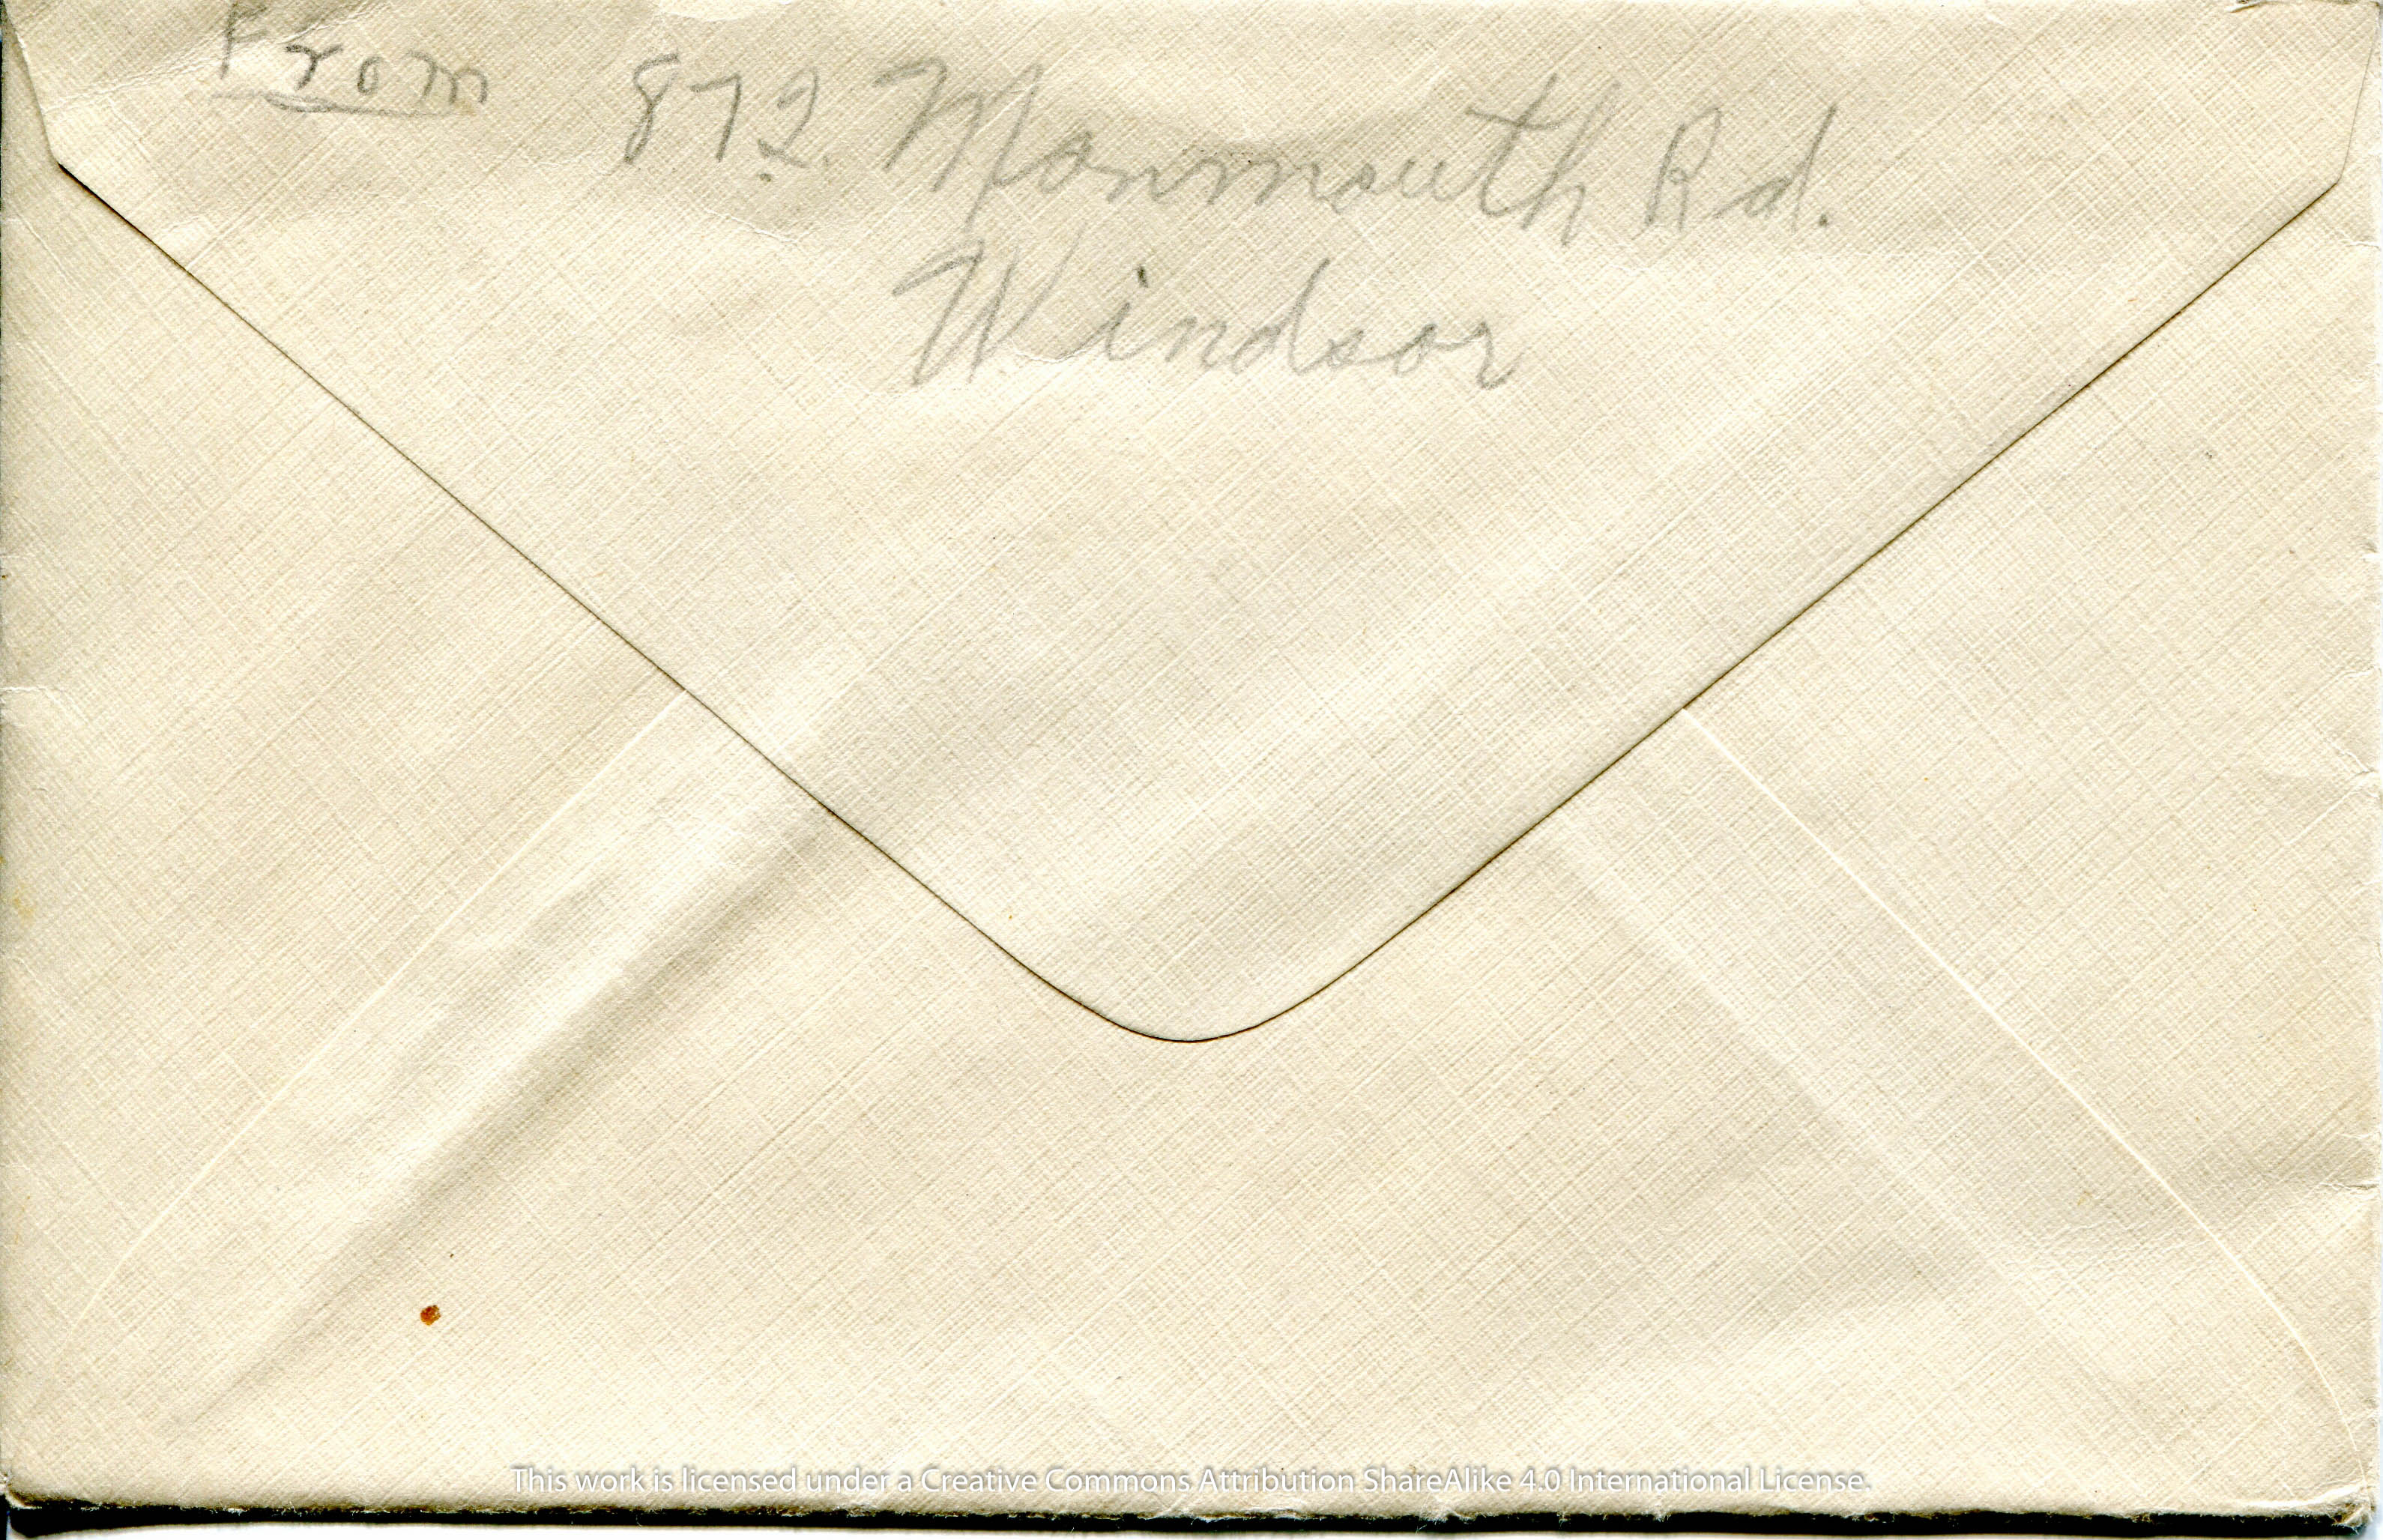 From 872 Monmouth Rd.
Windsor
This work is licensed under a Creative Commons Attribution ShareAlike 4.0 International License.